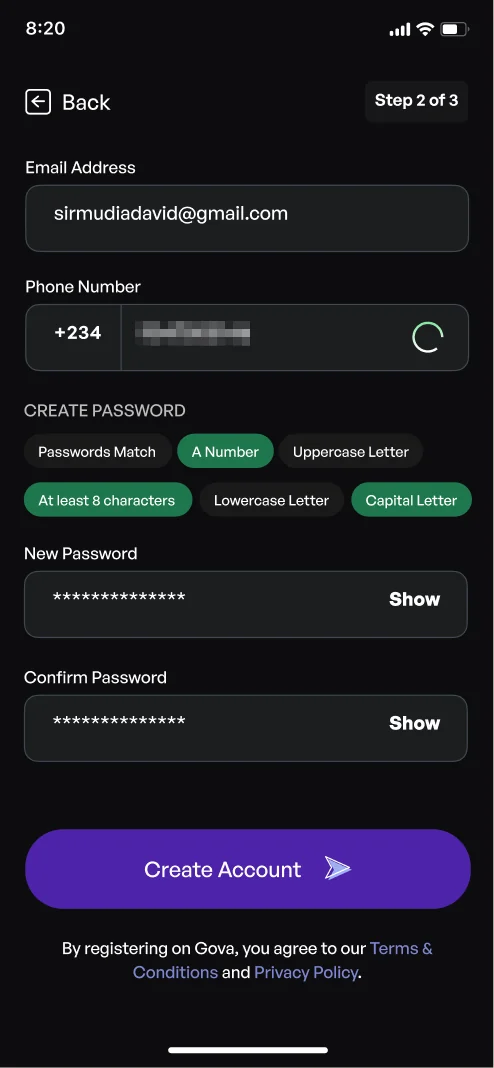 8:20
Back
Step 2 of 3
Email Address
sirmudiadavid@gmail.com
Phone Number
+234
CREATE PASSWORD
Passwords Match A Number Uppercase Letter
At least 8 characters Lowercase Letter Capital Letter
New Password
************** Show
Confirm Password
************** Show
Create Account
By registering on Gova, you agree to our Terms &
Conditions and Privacy Policy.